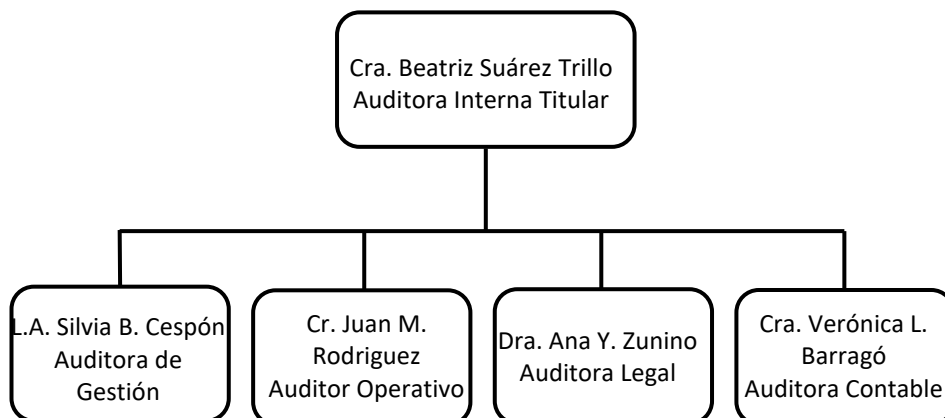 Cra. Beatriz Suárez Trillo
Auditora Interna Titular
L.A. Silvia B. Cespón
Auditora de
Gestión
Cr. Juan M.
Rodriguez
Auditor Operativo
Dra. Ana Y. Zunino
Auditora Legal
Cra. Verónica L.
Barragó
Auditora Contable